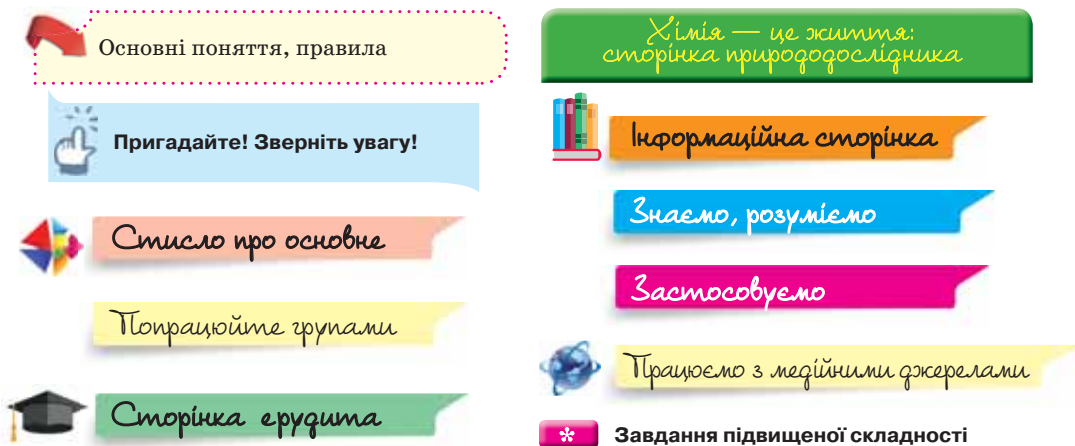 Основні поняття, правила
Пригадайте! Зверніть увагу!
Стисло про основне
Попрацюйте групами
Сторінка ерудита
Хімія — це життя:
сторінка природодослідника
Інформаційна сторінка
Знаємо, розуміємо
Застосовуємо
Працюємо з медійними джерелами
* Завдання підвищеної складності